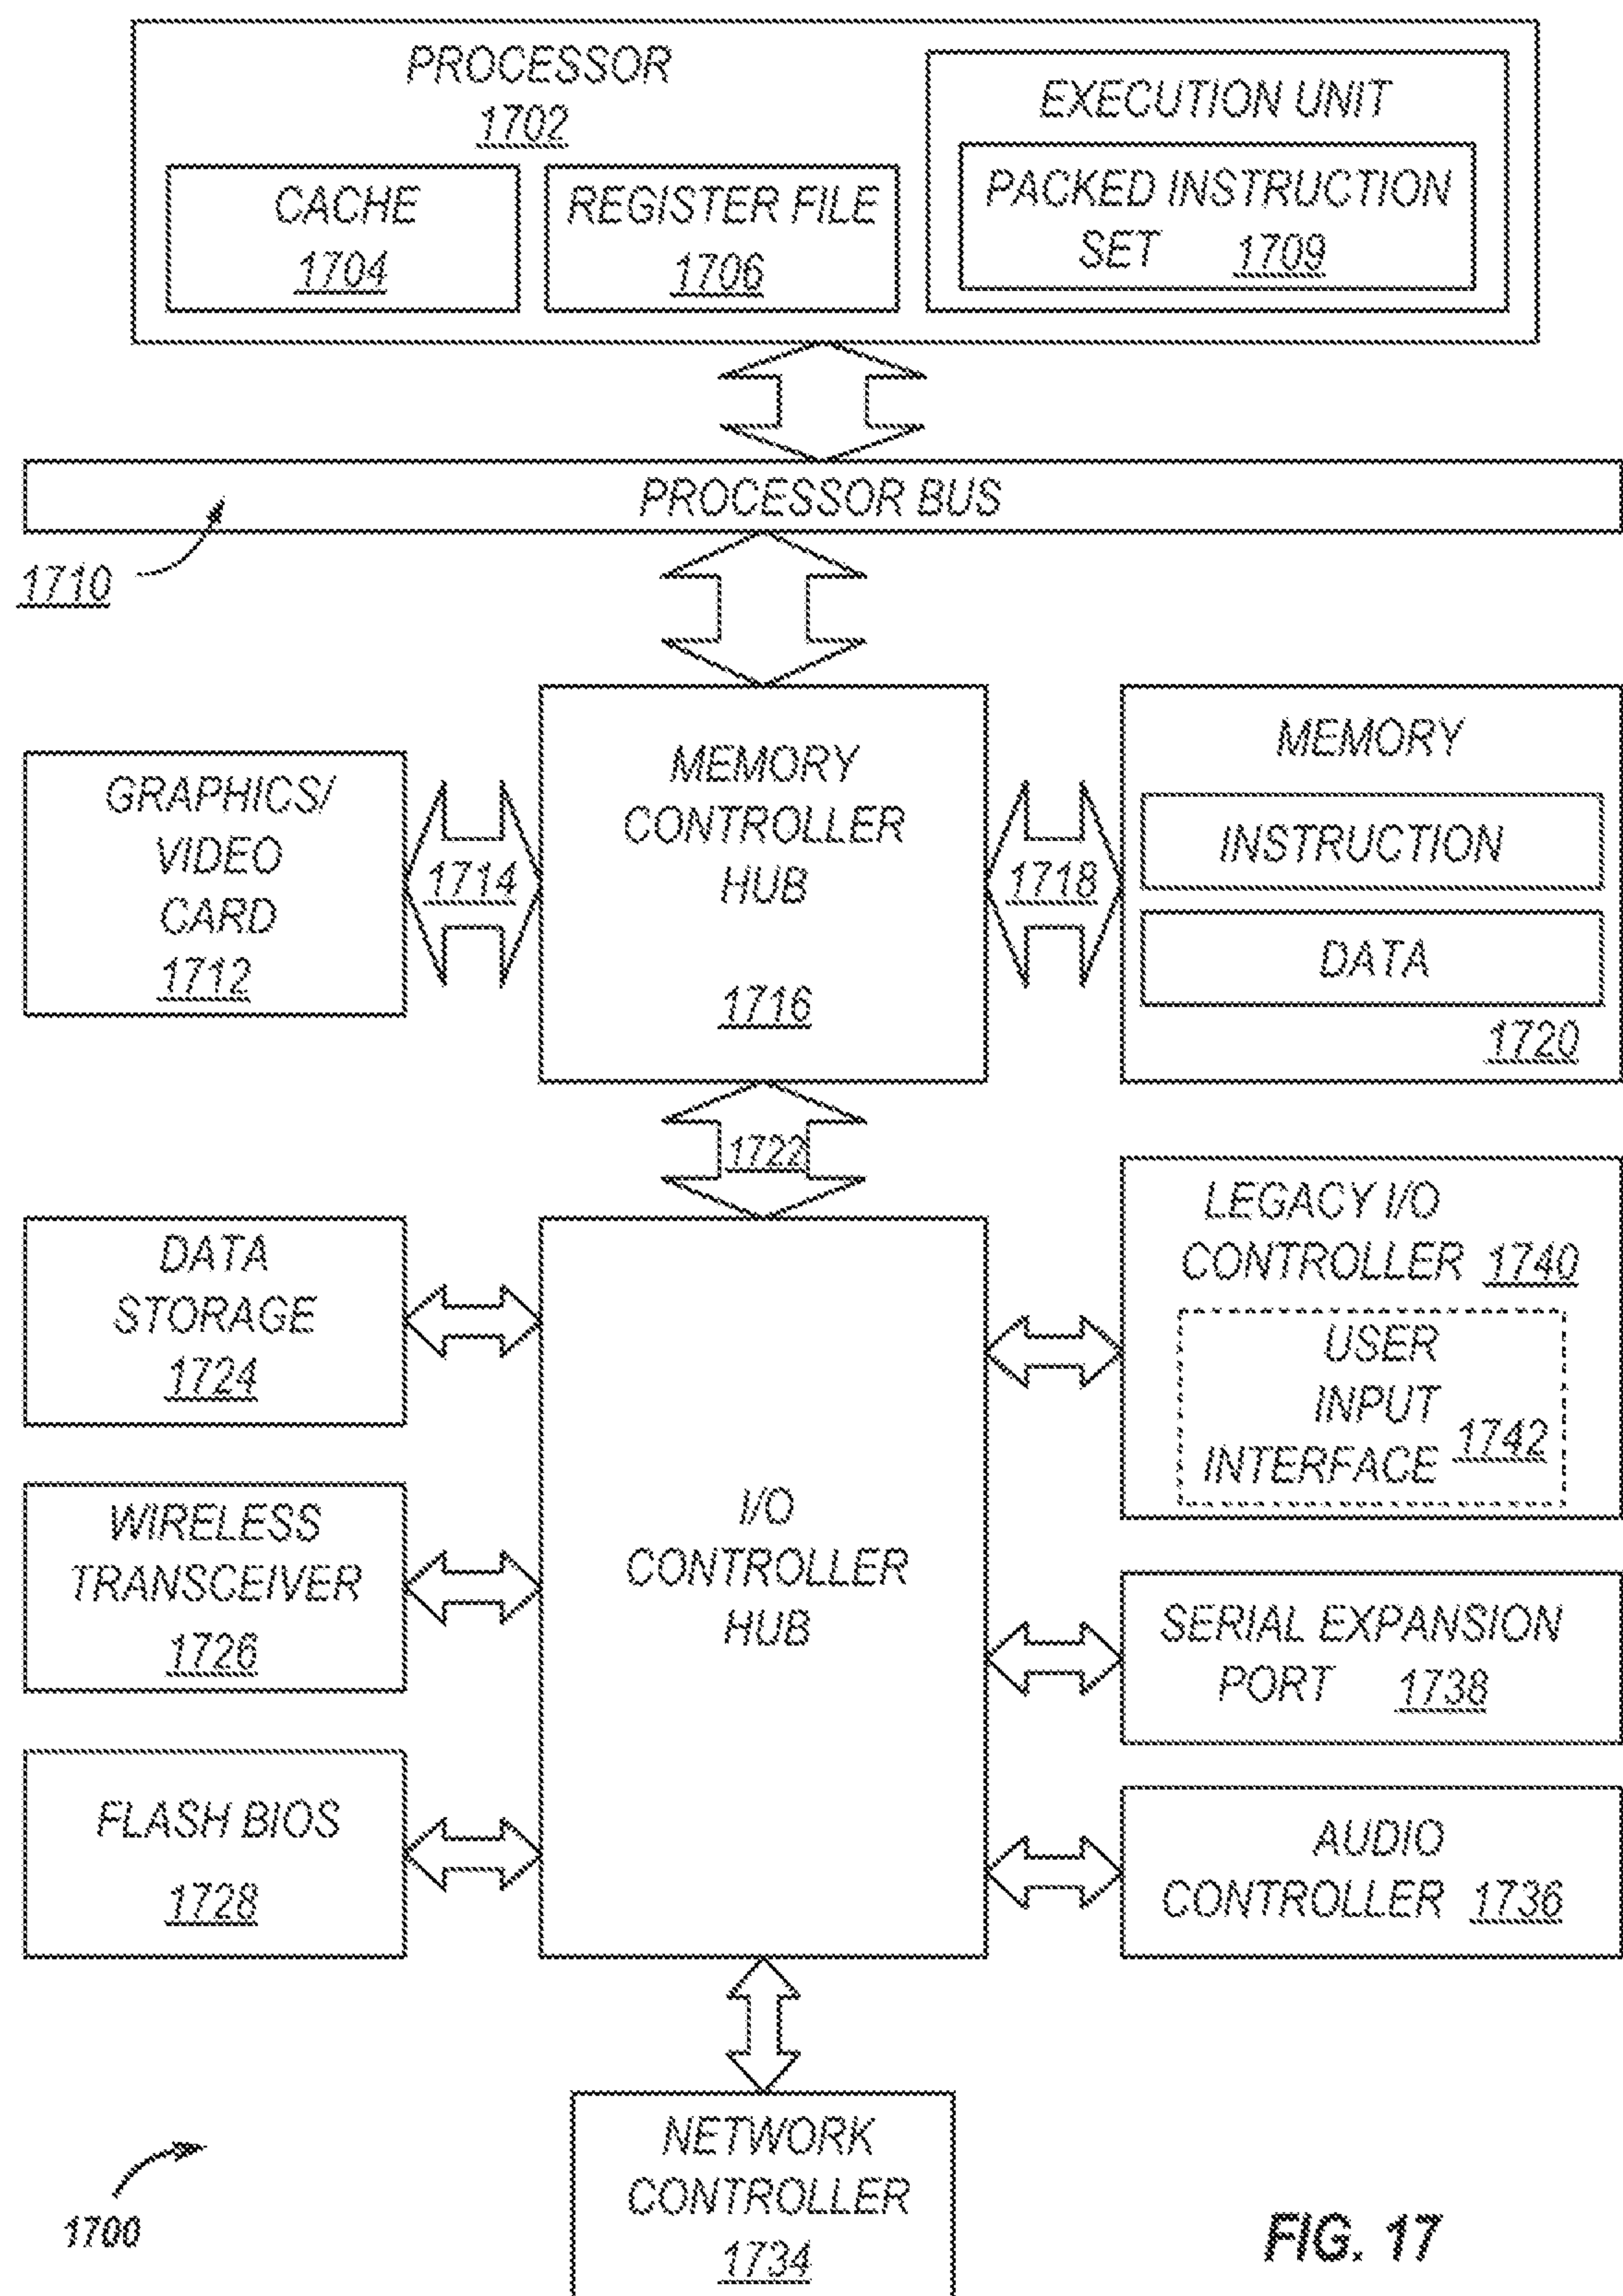 PROCESSOR
1702
CACHE
1704
REGISTER FILE
1706
EXECUTION UNIT
PACKED INSTRUCTION
SET 1709
PROCESSOR BUS
1710
GRAPHICS/
VIDEO
CARD
1712
1714
MEMORY
CONTROLLER
HUB
1716
1718
MEMORY
INSTRUCTION
DATA
1720
1722
DATA
STORAGE
1724
WIRELESS
TRANSCEIVER
1726
FLASH BIOS
1728
I/O
CONTROLLER
HUB
LEGACY I/O
CONTROLLER 1740
USER
INPUT
INTERFACE 1742
SERIAL EXPANSION
PORT 1738
AUDIO
CONTROLLER 1736
NETWORK
CONTROLLER
1734
1700
FIG. 17